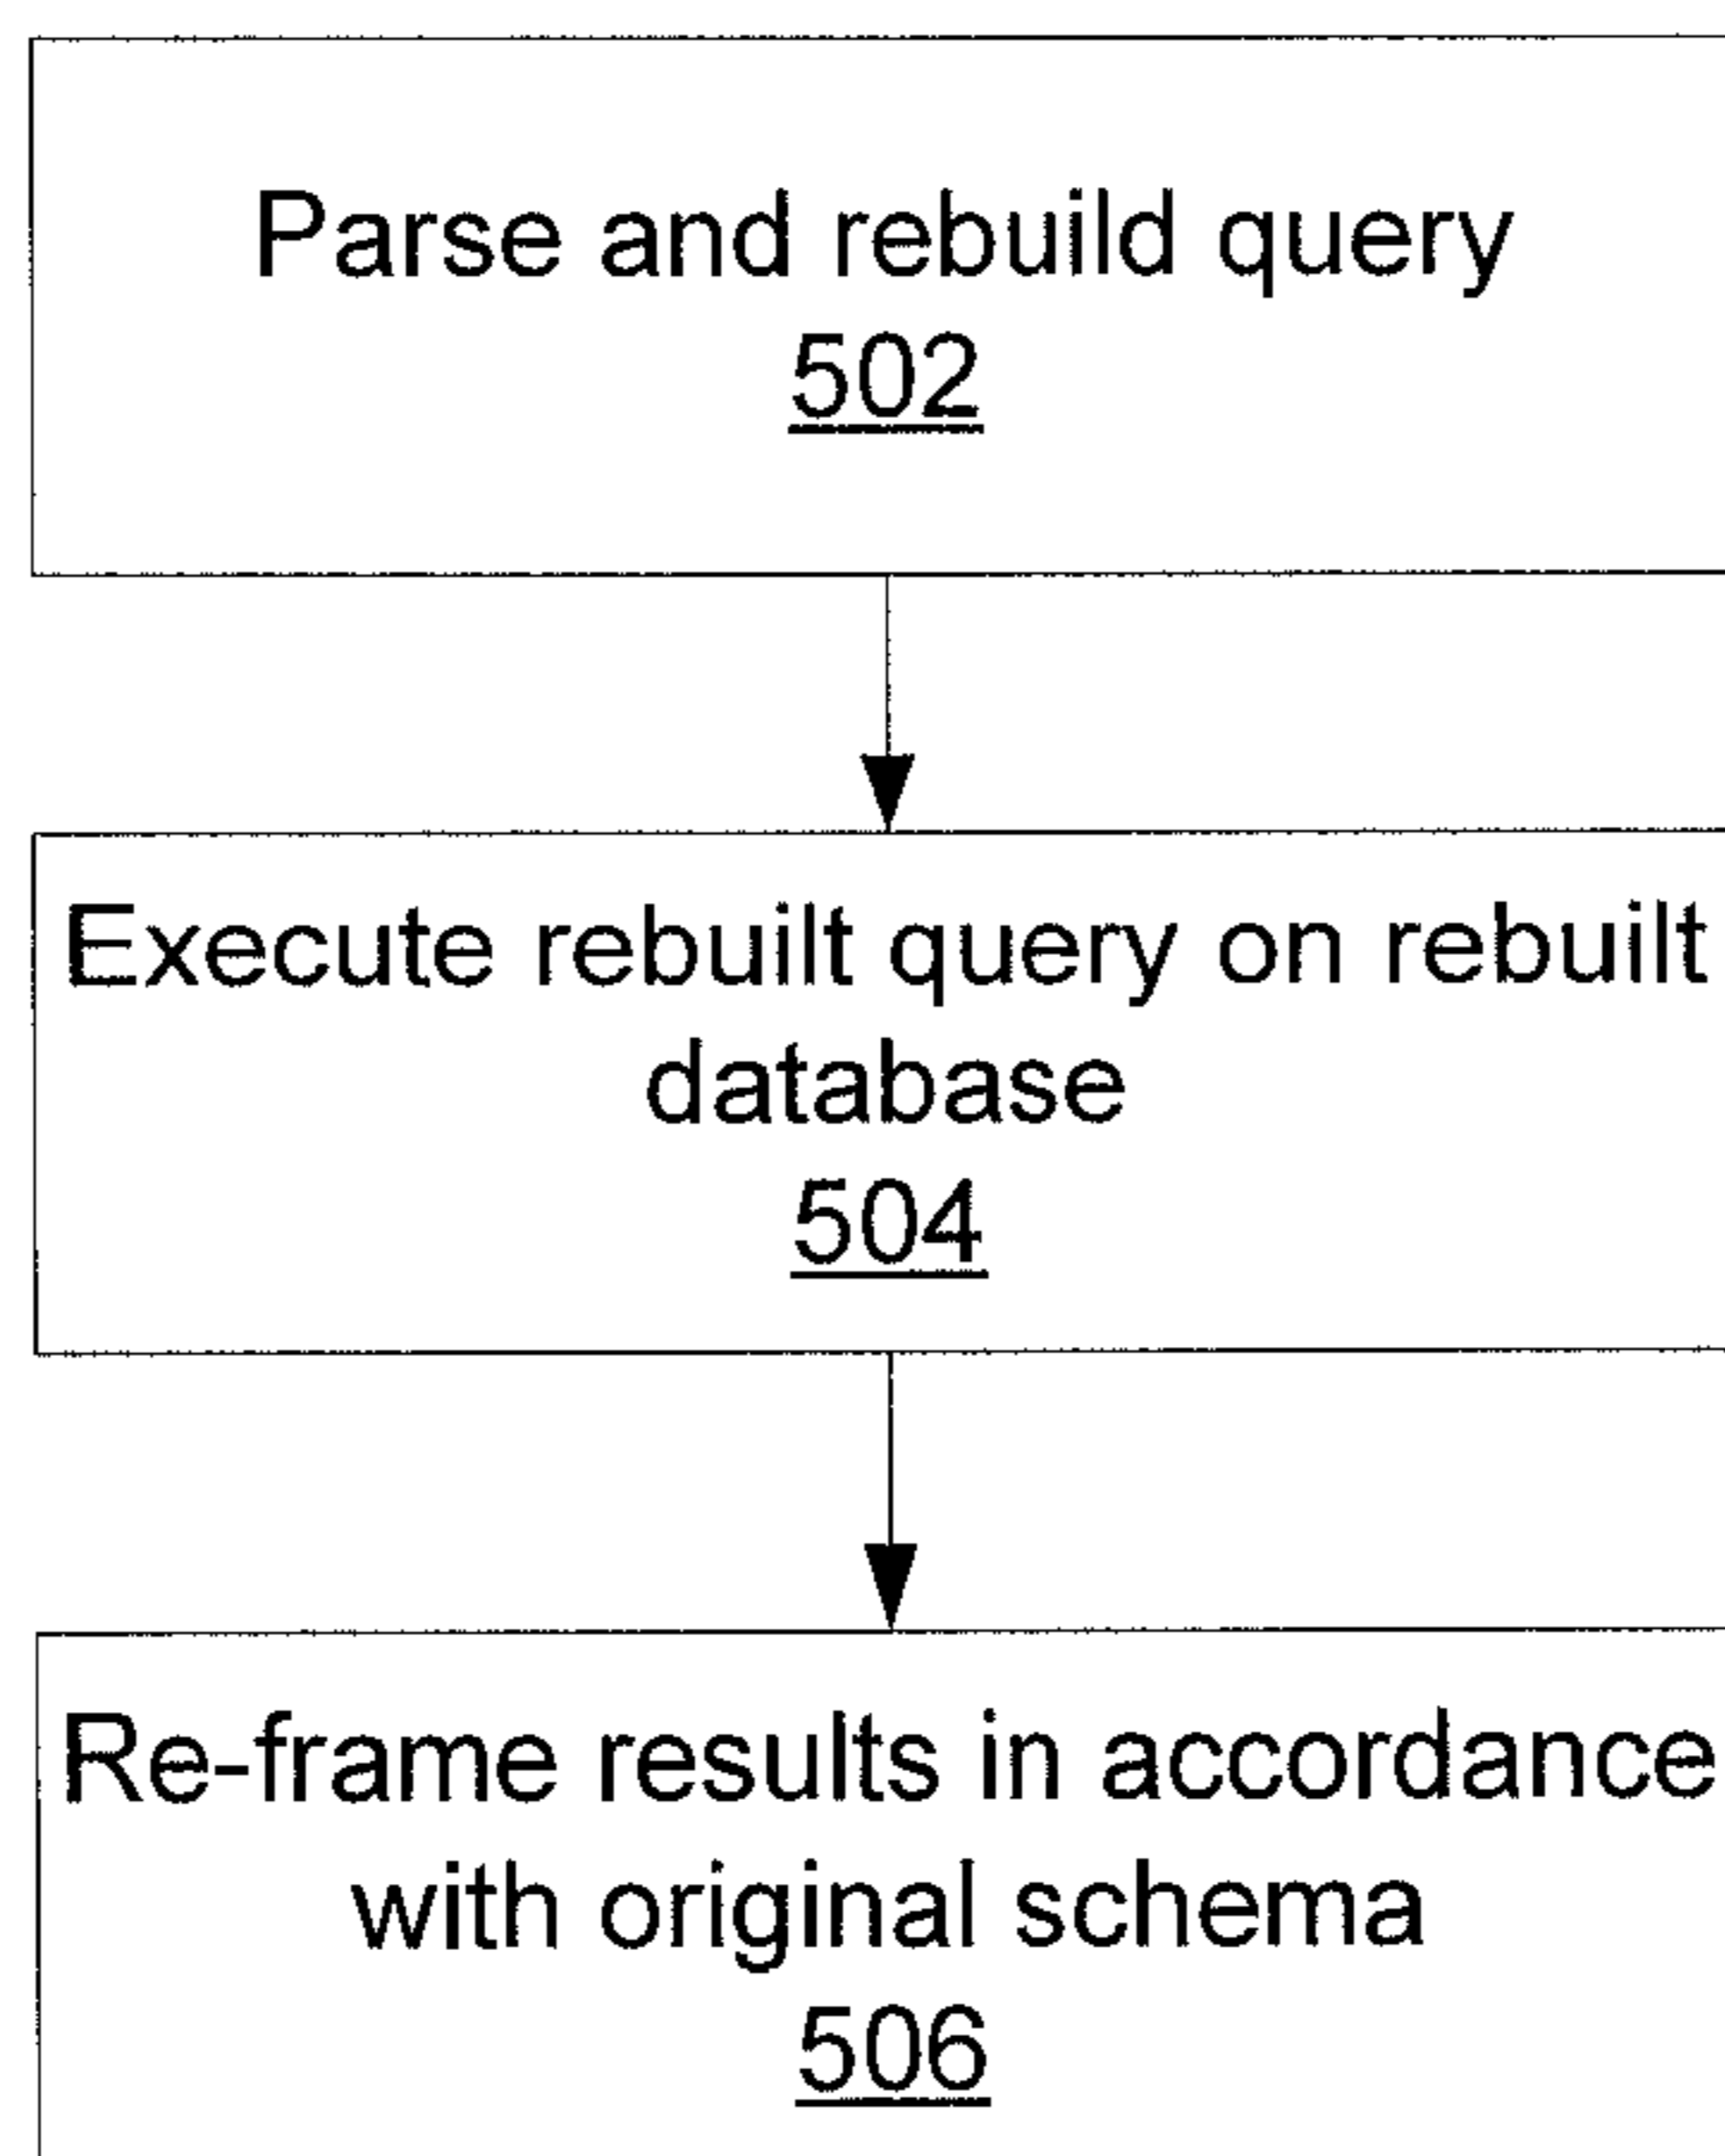 Parse and rebuild query
502
Execute rebuilt query on rebuilt
database
504
Re-frame results in accordance
with original schema
506